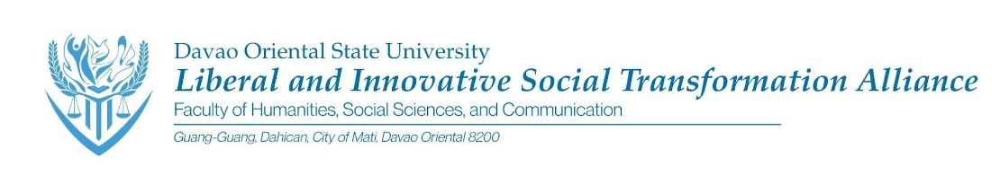 Davao Oriental State University
Liberal and Innovative Social Transformation Alliance
Faculty of Humanities, Social Sciences, and Communication
Guang-Guang, Dahican, City of Mati, Davao Oriental 8200